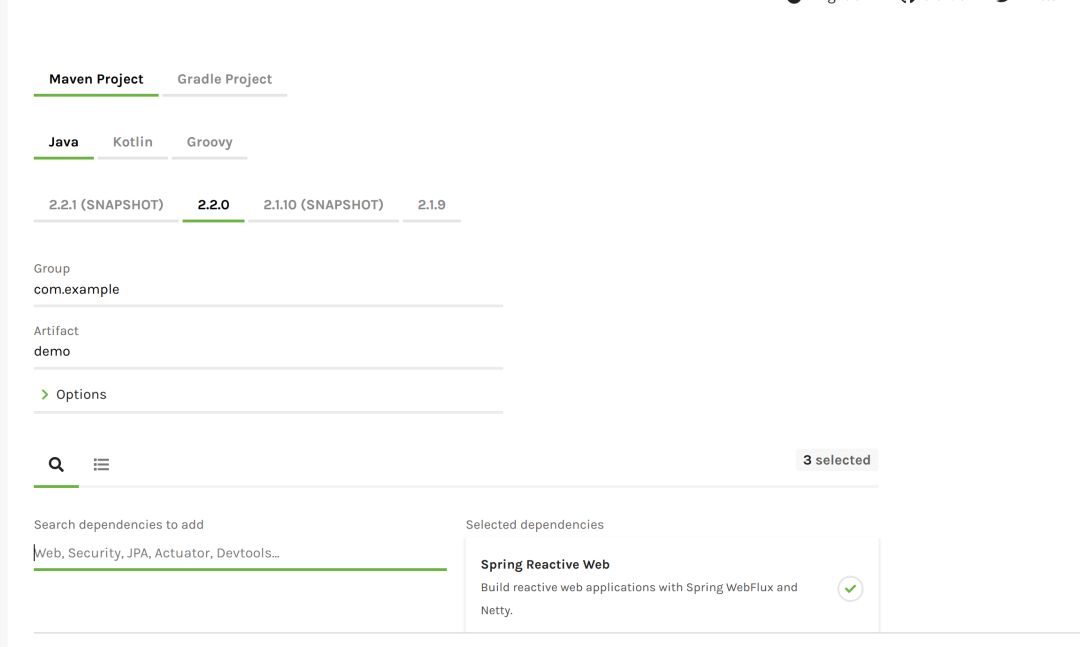 Maven Project Gradle Project
Java Kotlin Groovy
2.2.1 (SNAPSHOT) 2.2.0 2.1.10 (SNAPSHOT) 2.1.9
Group
com.example
Artifact
demo
Options
3 selected
Search dependencies to add
Web, Security, JPA, Actuator, Devtools...
Selected dependencies
Spring Reactive Web
Build reactive web applications with Spring WebFlux and
Netty.